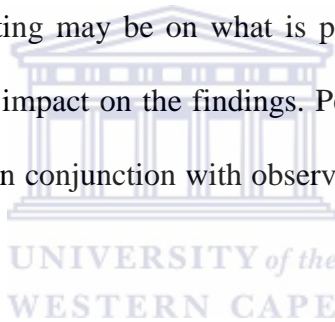 ting may be on what is p
impact on the findings. P
n conjunction with observ
UNIVERSITY of the
WESTERN CAPE